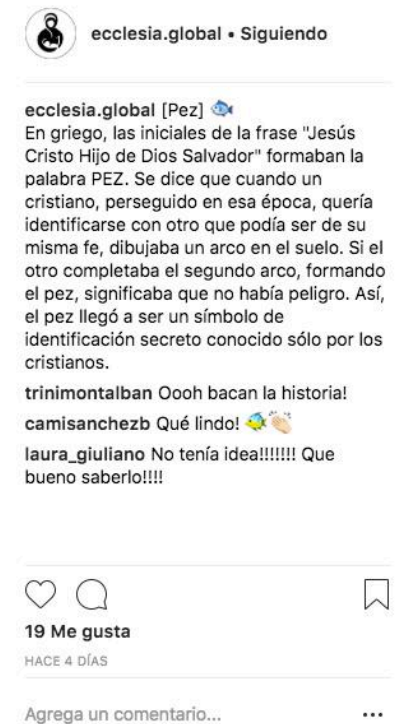 ecclesia.global • Siguiendo
ecclesia.global [Pez] 🐟
En griego, las iniciales de la frase "Jesús
Cristo Hijo de Dios Salvador" formaban la
palabra PEZ. Se dice que cuando un
cristiano, perseguido en esa época, quería
identificarse con otro que podía ser de su
misma fe, dibujaba un arco en el suelo. Si el
otro completaba el segundo arco, formando
el pez, significaba que no había peligro. Así,
el pez llegó a ser un símbolo de
identificación secreto conocido sólo por los
cristianos.
trinimontalban Oooh bacan la historia!
camisanchezb Qué lindo! 🐠👏🏻
laura_giuliano No tenía idea!!!!!!! Que
bueno saberlo!!!!
19 Me gusta
HACE 4 DÍAS
Agrega un comentario...